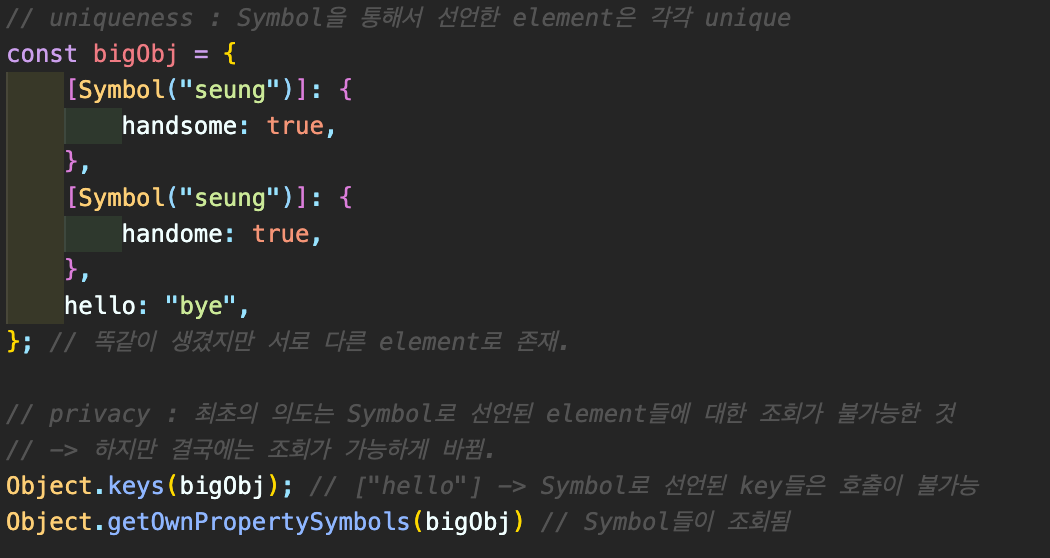 // uniqueness : Symbol을 통해서 선언한 element은 각각 unique
const bigObj = {
    [Symbol("seung")]: {
        handsome: true,
    },
    [Symbol("seung")]: {
        handome: true,
    },
    hello: "bye",
}; // 똑같이 생겼지만 서로 다른 element로 존재.

// privacy : 최초의 의도는 Symbol로 선언된 element들에 대한 조회가 불가능한 것
// -> 하지만 결국에는 조회가 가능하게 바뀜.
Object.keys(bigObj); // ["hello"] -> Symbol로 선언된 key들은 호출이 불가능
Object.getOwnPropertySymbols(bigObj) // Symbol들이 조회됨